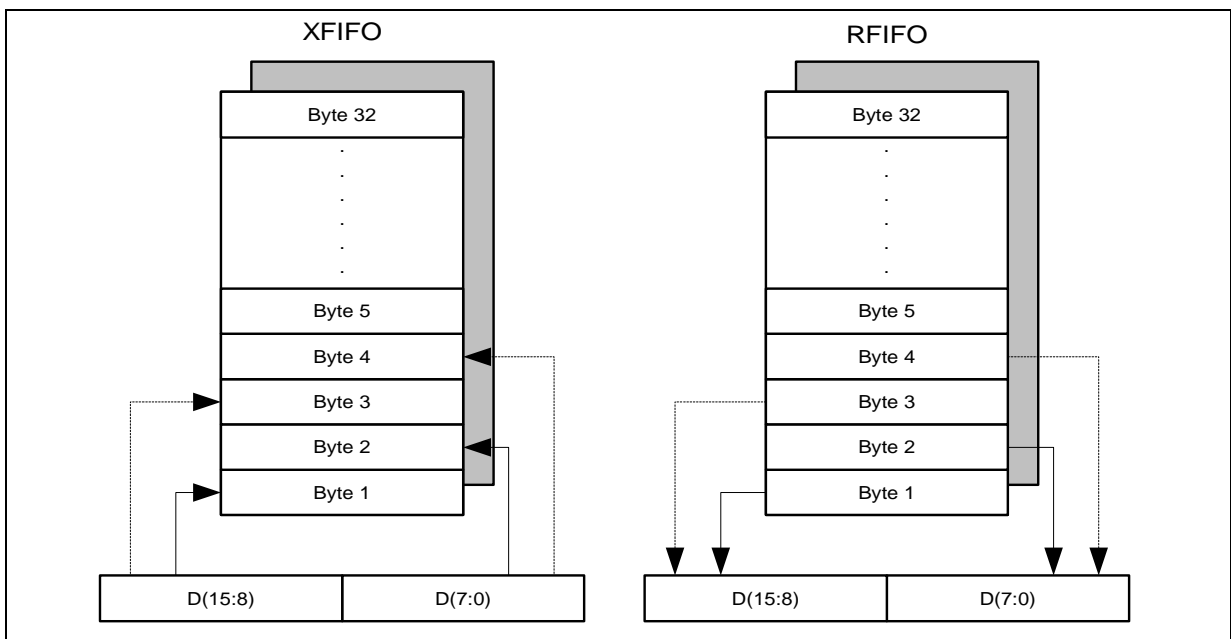 XFIFO
Byte 32
Byte 5
Byte 4
Byte 3
Byte 2
Byte 1
D(15:8)
D(7:0)
RFIFO
Byte 32
Byte 5
Byte 4
Byte 3
Byte 2
Byte 1
D(15:8)
D(7:0)